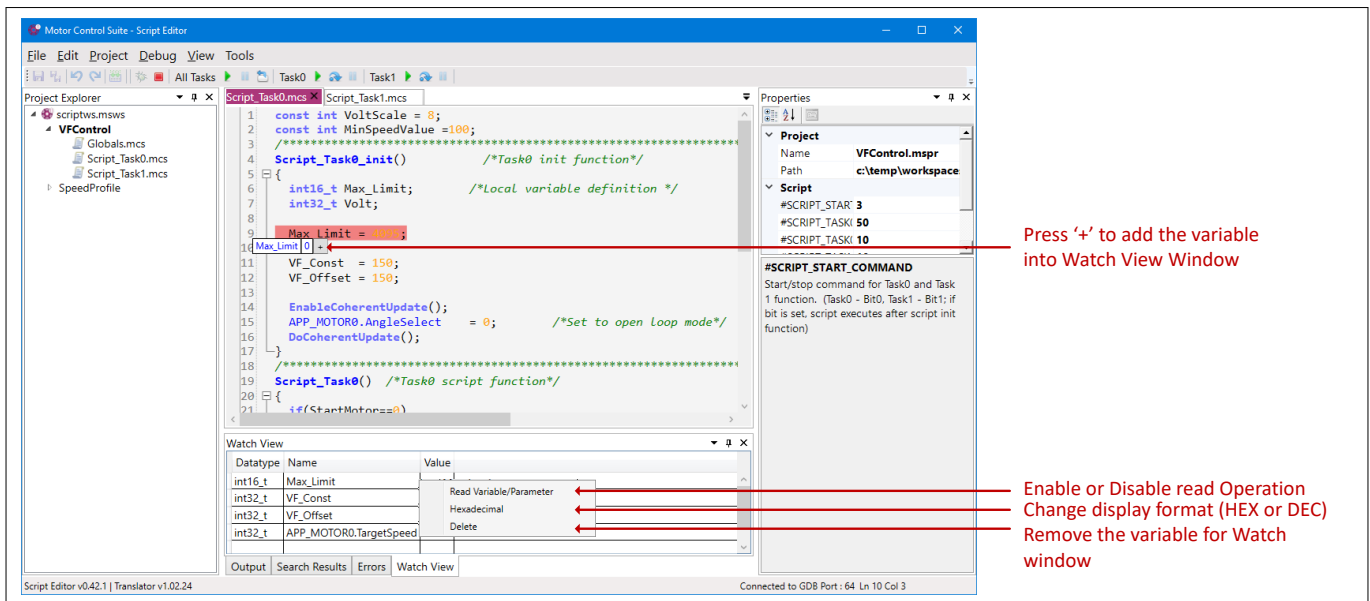 Motor Control Suite - Script Editor
File Edit Project Debug View Tools
All Tasks Task0 Task1
Project Explorer
scriptws.msws
VFControl
Globals.mcs
Script_Task0.mcs
Script_Task1.mcs
SpeedProfile
Script_Task0.mcs Script_Task1.mcs
1 const int VoltScale = 8;
2 const int MinSpeedValue =100;
3 /*******************************************************
4 Script_Task0_init() /*Task0 init function*/
5 {
6 int16_t Max_Limit; /*Local variable definition */
7 int32_t Volt;
8
9 Max_Limit = 4095;
10
Max_Limit 0 +
11 VF_Const = 150;
12 VF_Offset = 150;
13
14 EnableCoherentUpdate();
15 APP_MOTOR0.AngleSelect = 0; /*Set to open loop mode*/
16 DoCoherentUpdate();
17 }
18 /*******************************************************
19 Script_Task0() /*Task0 script function*/
20 {
21 if(StartMotor==0)
Watch View
Datatype Name Value
int16_t Max_Limit
int32_t VF_Const
int32_t VF_Offset
int32_t APP_MOTOR0.TargetSpeed
Read Variable/Parameter
Hexadecimal
Delete
Output Search Results Errors Watch View
Properties
Project
Name VFControl.mspr
Path c:\temp\workspace
Script
#SCRIPT_STAR 3
#SCRIPT_TASK( 50
#SCRIPT_TASK( 10
#SCRIPT_START_COMMAND
Start/stop command for Task0 and Task
1 function. (Task0 - Bit0, Task1 - Bit1; if
bit is set, script executes after script init
function)
Script Editor v0.42.1 | Translator v1.02.24
Connected to GDB Port : 64 Ln 10 Col 3
Press ‘+’ to add the variable
into Watch View Window
Enable or Disable read Operation
Change display format (HEX or DEC)
Remove the variable for Watch
window